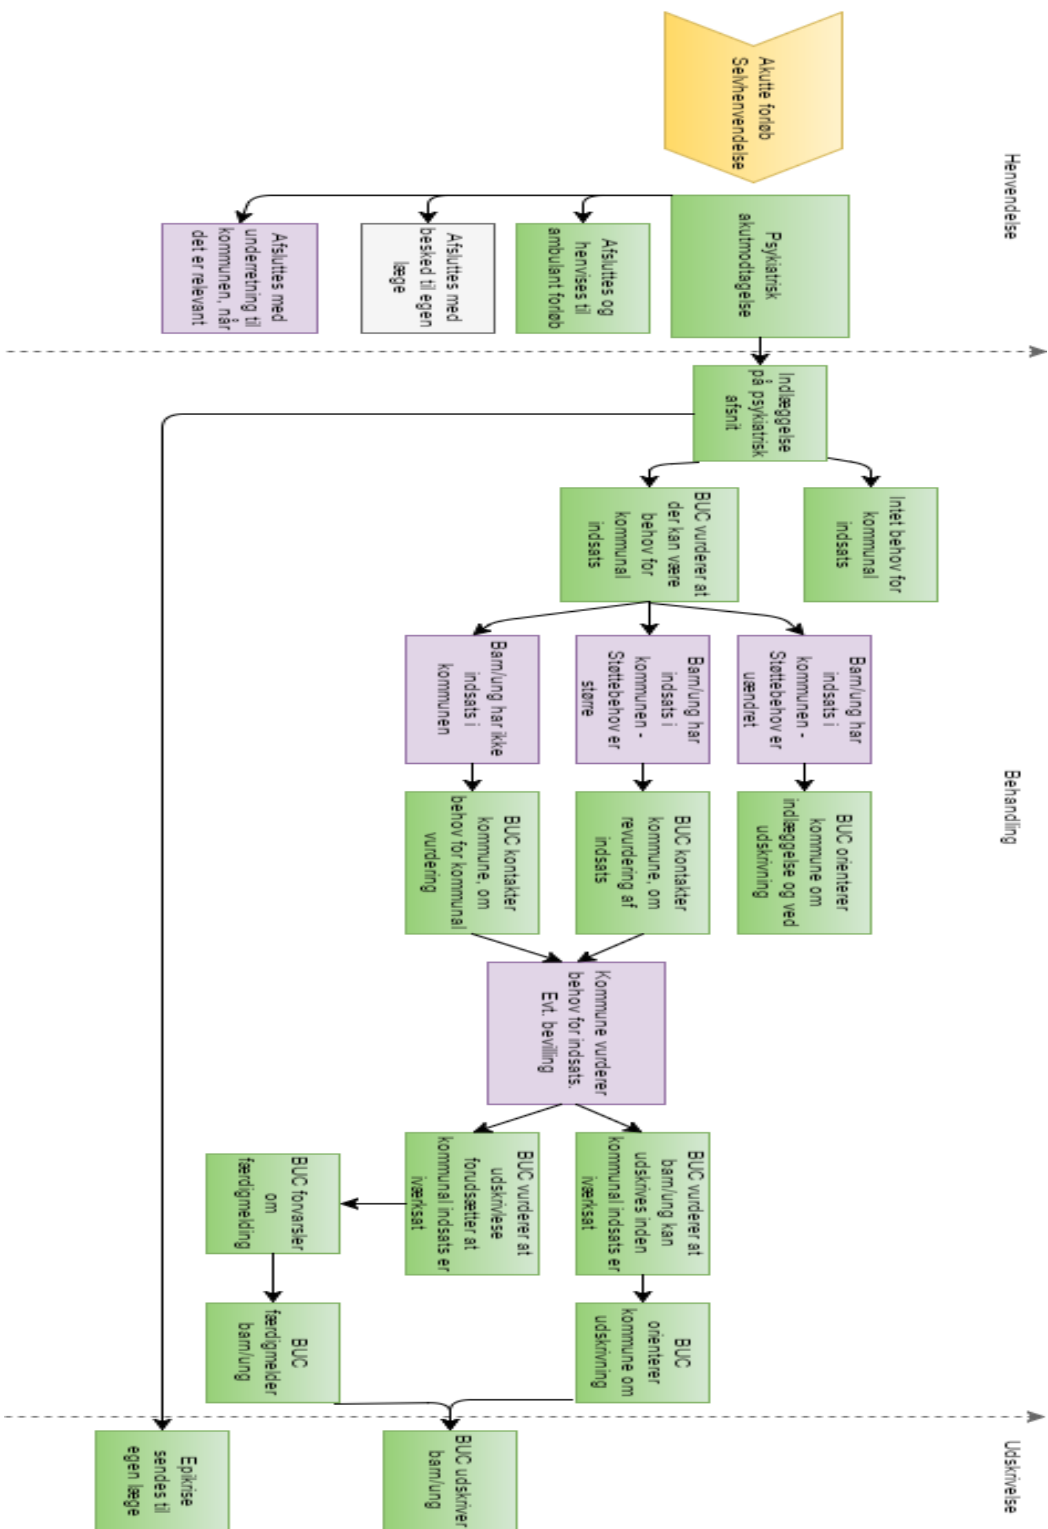 Henvendelse
Behandling
Udskrivelse
Akutte forløb
Selvhenvendelse
Psykiatrisk
akutmodtagelse
Afsluttes og
henvises til
ambulant forløb
Afsluttes med
besked til egen
læge
Afsluttes med
underretning til
kommunen, når
det er relevant
Indlæggelse
på psykiatrisk
afsnit
Intet behov for
kommunal
indsats
BUC vurderer at
der kan være
behov for
kommunal
indsats
Barn/ung har
indsats i
kommunen -
Støttebehov er
uændret
Barn/ung har
indsats i
kommunen -
Støttebehov er
større
Barn/ung har ikke
indsats i
kommunen
BUC orienterer
kommune om
indlæggelse og ved
udskrivning
BUC kontakter
kommune, om
revurdering af
indsats
BUC kontakter
kommune, om
behov for kommunal
vurdering
Kommune vurderer
behov for indsats.
Evt. bevilling
BUC vurderer at
barn/ung kan
udskrives inden
kommunal indsats er
iværksat
BUC vurderer at
udskrivlese
forudsætter at
kommunal indsats er
iværksat
BUC forvarsler
om
færdigmelding
BUC
orienterer
kommune om
udskrivning
BUC
færdigmelder
barn/ung
BUC udskriver
barn/ung
Epikrise
sendes til
egen læge